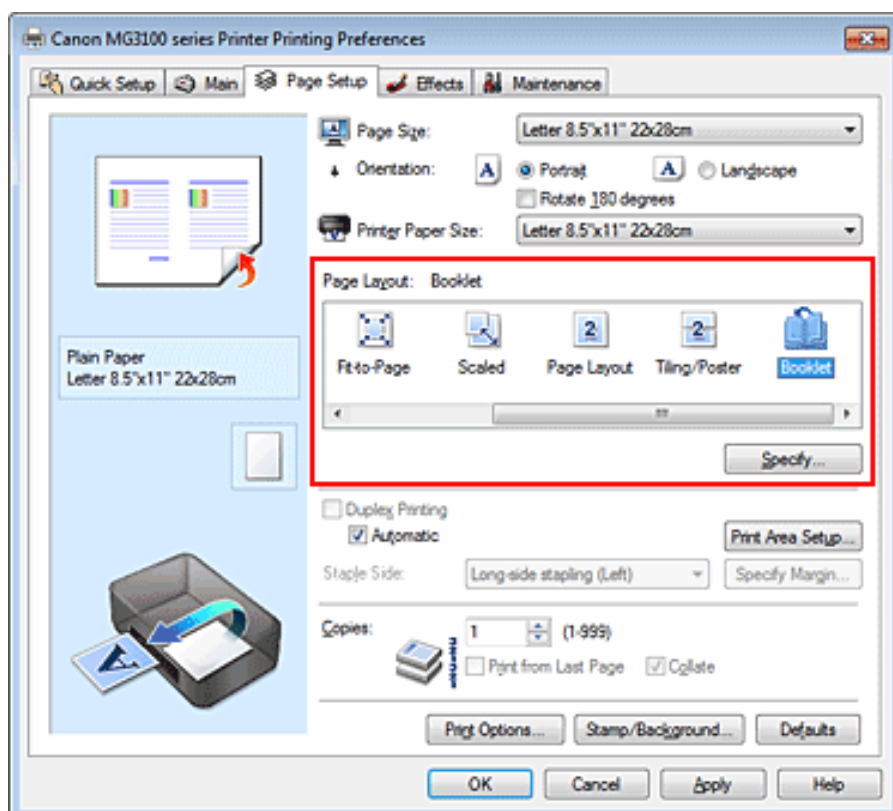 Canon MG3100 series Printer Printing Preferences
Quick Setup Main Page Setup Effects Maintenance
Page Size: Letter 8.5"x11" 22x28cm
Orientation: A Portrait A Landscape
Rotate 180 degrees
Printer Paper Size: Letter 8.5"x11" 22x28cm
Page Layout: Booklet
2 2
Fit-to-Page Scaled Page Layout Tiling/Poster Booklet
Plain Paper
Letter 8.5"x11" 22x28cm
Specify...
Duplex Printing
Automatic Print Area Setup...
Staple Side: Long-side stapling (Left) Specify Margin...
A
Copies: 1 (1-999)
Print from Last Page Collate
Print Options... Stamp/Background... Defaults
OK Cancel Apply Help